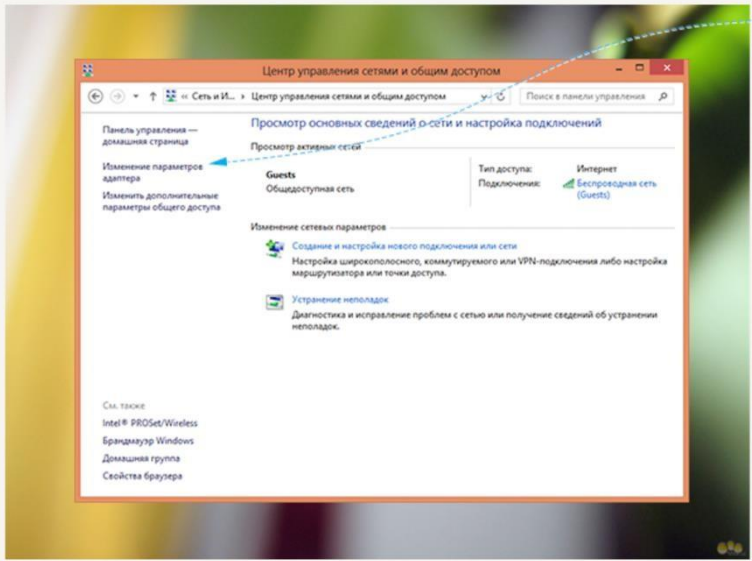 Центр управления сетями и общим доступом
« Сеть и И... › Центр управления сетями и общим доступом
Поиск в панели управления
Панель управления —
домашняя страница
Изменение параметров
адаптера
Изменить дополнительные
параметры общего доступа
Просмотр основных сведений о сети и настройка подключений
Просмотр активных сетей
Guests
Общедоступная сеть
Тип доступа: Интернет
Подключения: Беспроводная сеть
(Guests)
Изменение сетевых параметров
Создание и настройка нового подключения или сети
Настройка широкополосного, коммутируемого или VPN-подключения либо настройка
маршрутизатора или точки доступа.
Устранение неполадок
Диагностика и исправление проблем с сетью или получение сведений об устранении
неполадок.
См. также
Intel® PROSet/Wireless
Брандмауэр Windows
Домашняя группа
Свойства браузера